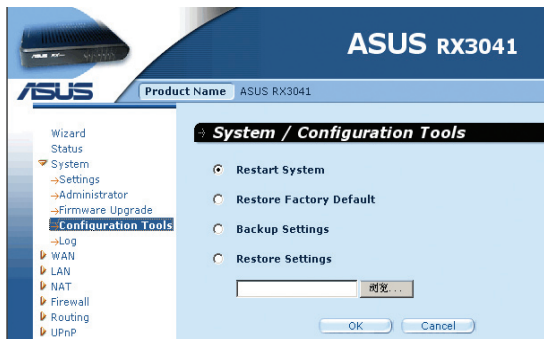 ASUS RX3041
ASUS
Product Name ASUS RX3041
Wizard
Status
System
→Settings
→Administrator
→Firmware Upgrade
→Configuration Tools
→Log
WAN
LAN
NAT
Firewall
Routing
UPnP
System / Configuration Tools
Restart System
Restore Factory Default
Backup Settings
Restore Settings
浏览...
OK Cancel